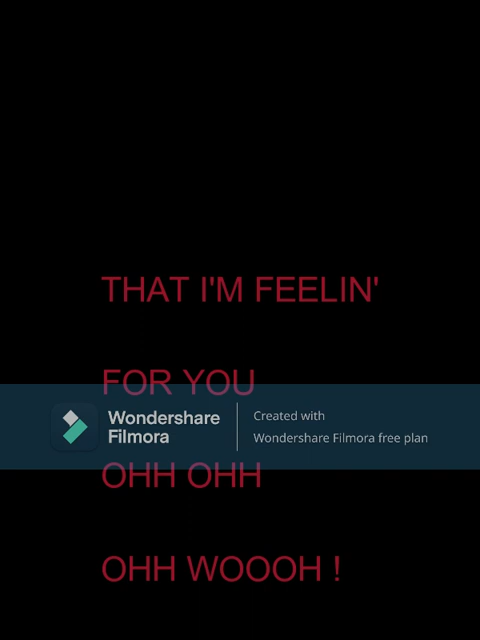 THAT I'M FEELIN'
FOR YOU
Wondershare
Filmora
Created with
Wondershare Filmora free plan
OHH OHH
OHH WOOOH !